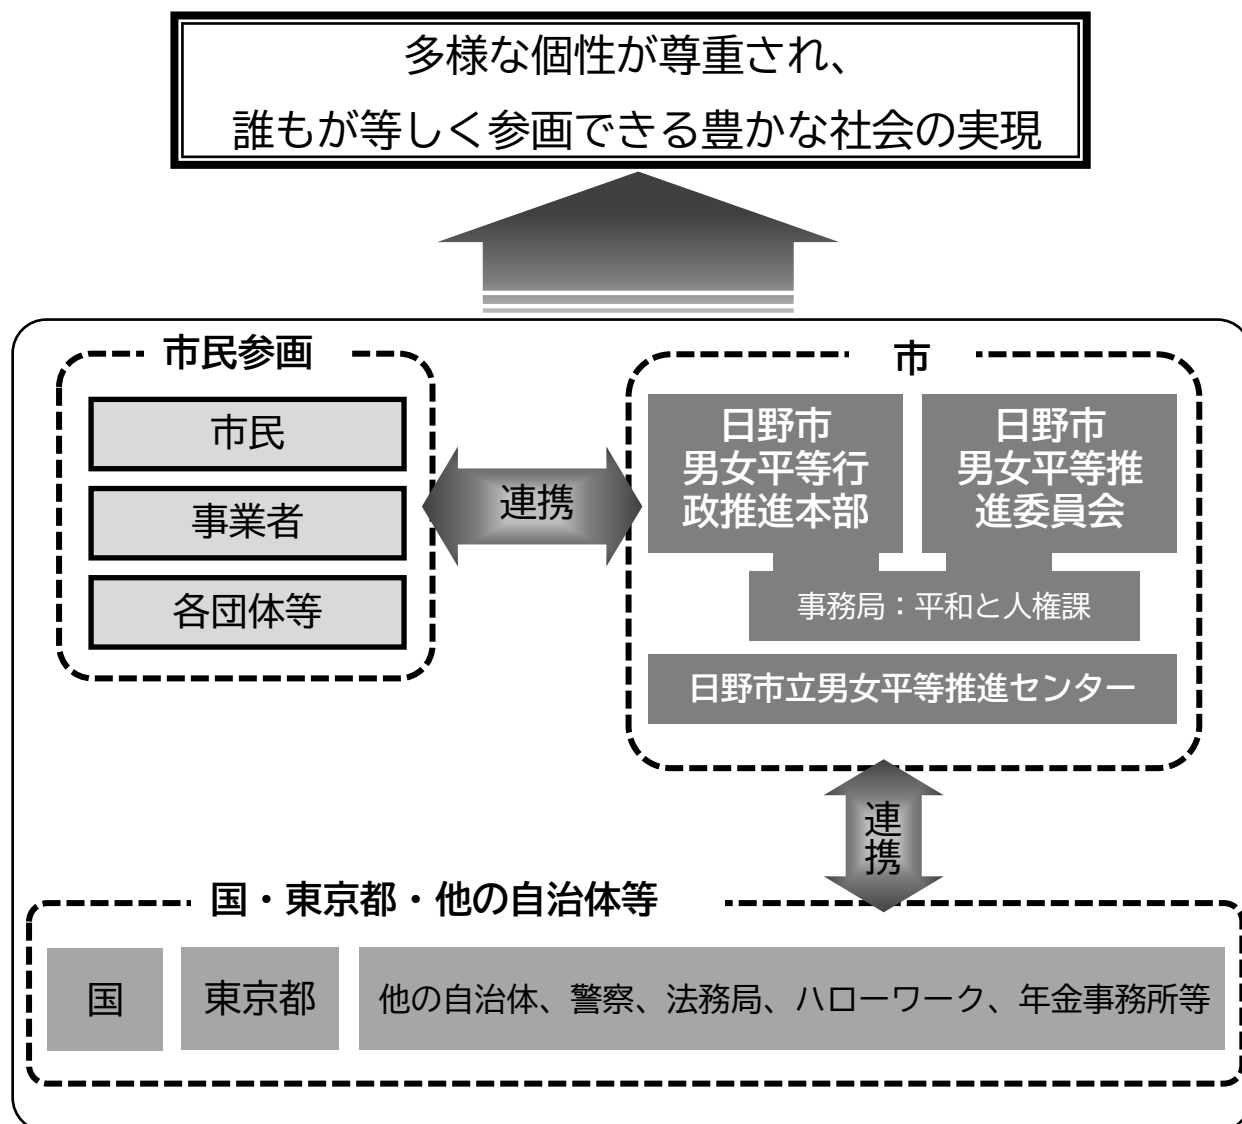 多様な個性が尊重され、
誰もが等しく参画できる豊かな社会の実現
市民参画
市民
事業者
各団体等
連携
市
日野市
男女平等行
政推進本部
日野市
男女平等推
進委員会
事務局：平和と人権課
日野市立男女平等推進センター
連
携
国・東京都・他の自治体等
国
東京都
他の自治体、警察、法務局、ハローワーク、年金事務所等